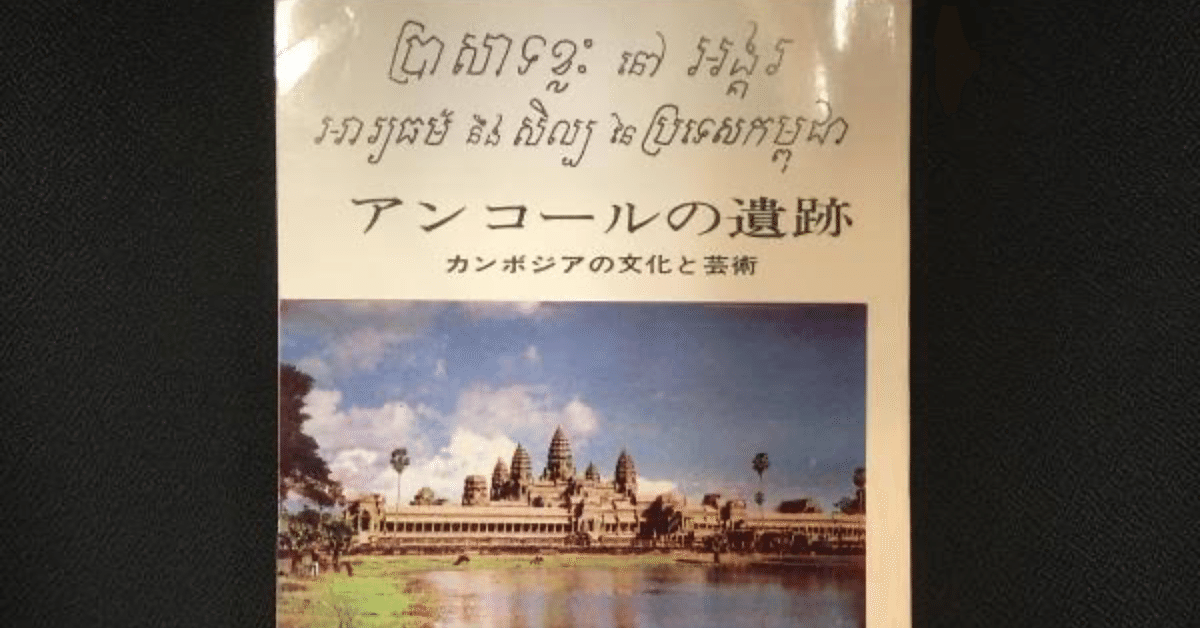 ប្រាសាទខ្លះ នៅ អង្គរ
អារ្យធម៌ និង សិល្ប នៃ ប្រទេសកម្ពុជា
アンコールの遺跡
カンボジアの文化と芸術